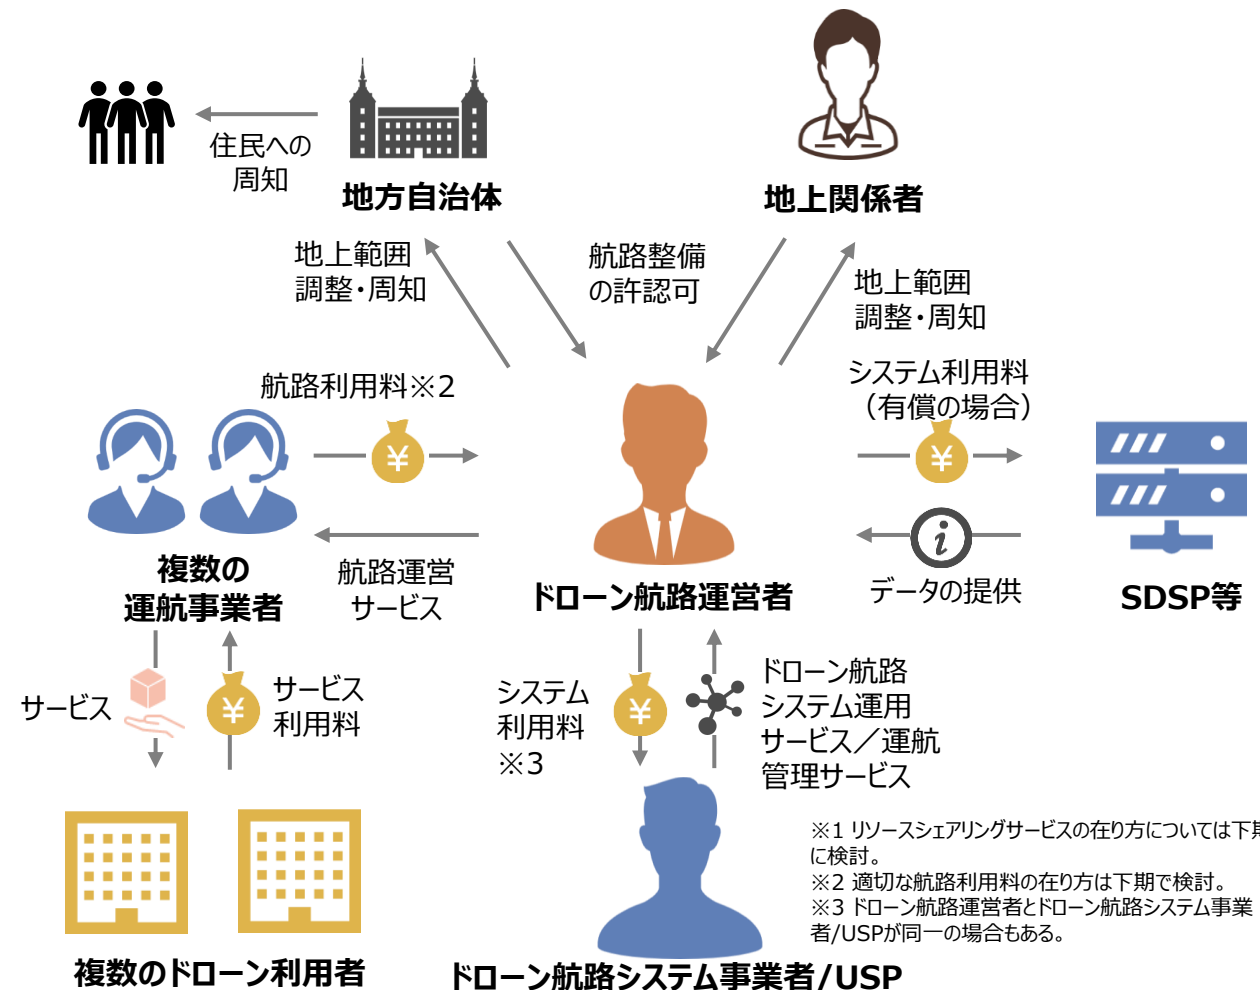 住民への
周知
地方自治体
地上関係者
地上範囲
調整・周知
航路整備
の許認可
地上範囲
調整・周知
航路利用料※2
システム利用料
（有償の場合）
¥
¥
i
複数の
運航事業者
航路運営
サービス
ドローン航路運営者
データの提供
SDSP等
サービス
¥
サービス
利用料
システム
利用料
※3
¥
ドローン航路
システム運用
サービス／運航
管理サービス
※1 リソースシェアリングサービスの在り方については下期
に検討。
※2 適切な航路利用料の在り方は下期で検討。
※3 ドローン航路運営者とドローン航路システム事業
者/USPが同一の場合もある。
複数のドローン利用者
ドローン航路システム事業者/USP